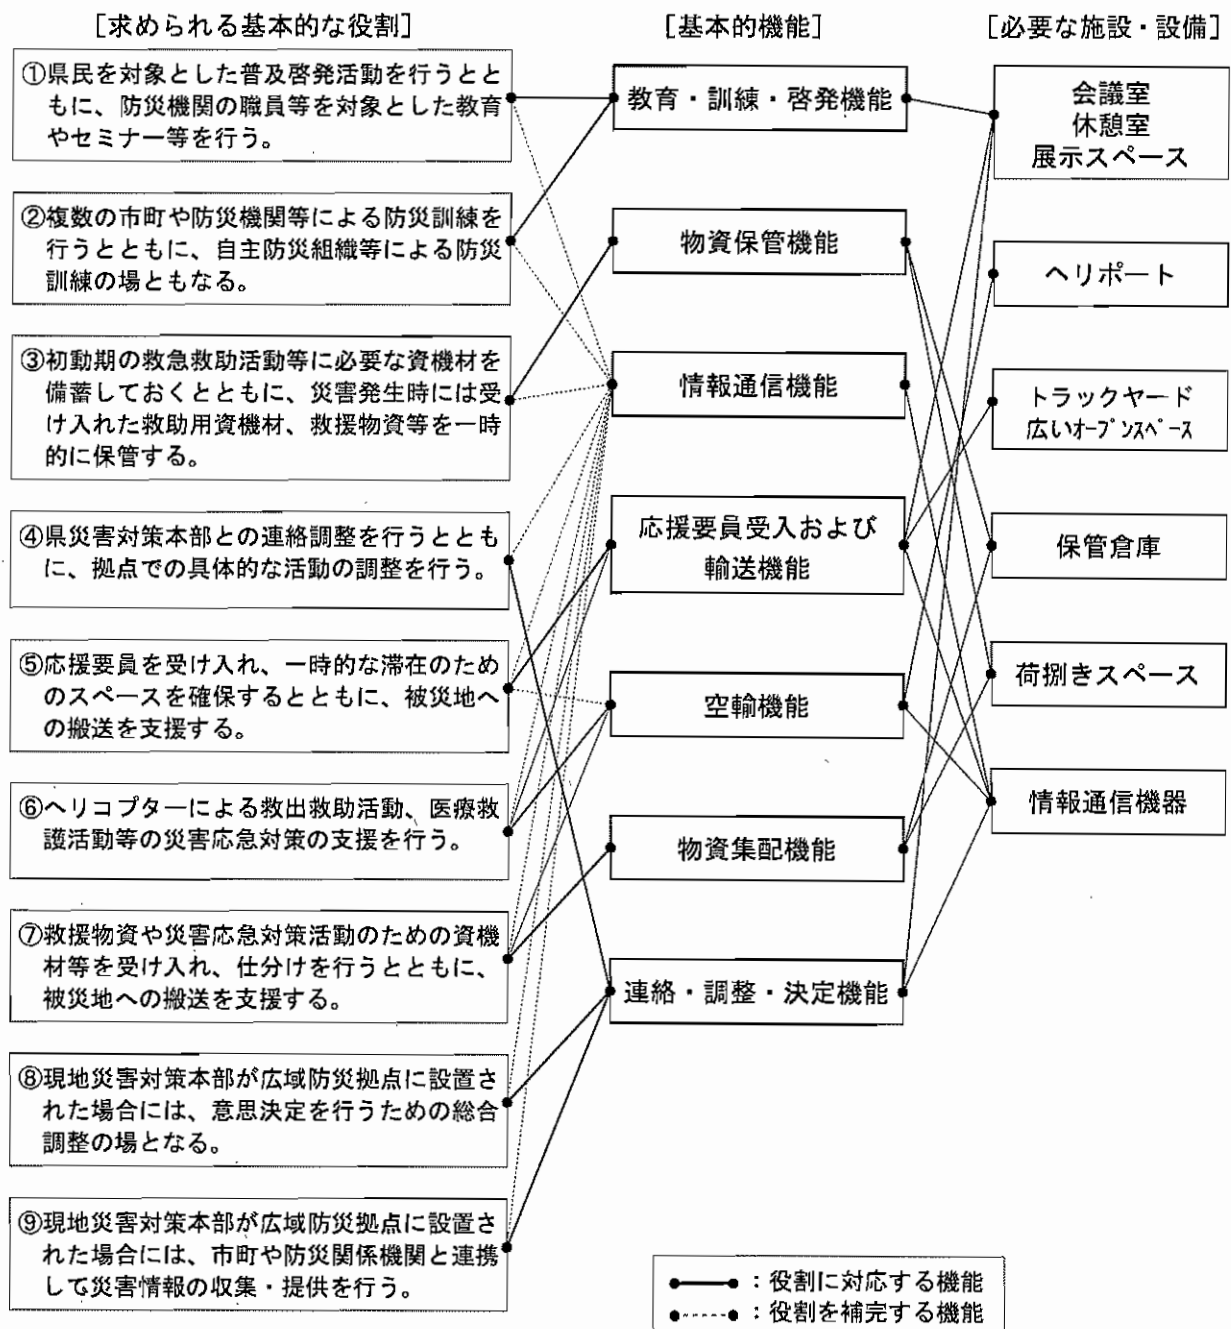 [求められる基本的な役割]
①県民を対象とした普及啓発活動を行うとと
もに、防災機関の職員等を対象とした教育
やセミナー等を行う。
②複数の市町や防災機関等による防災訓練を
行うとともに、自主防災組織等による防災
訓練の場ともなる。
③初動期の救急救助活動等に必要な資機材を
備蓄しておくとともに、災害発生時には受
け入れた救助用資機材、救援物資等を一時
的に保管する。
④県災害対策本部との連絡調整を行うととも
に、拠点での具体的な活動の調整を行う。
⑤応援要員を受け入れ、一時的な滞在のため
のスペースを確保するとともに、被災地へ
の搬送を支援する。
⑥ヘリコプターによる救出救助活動、医療救
護活動等の災害応急対策の支援を行う。
⑦救援物資や災害応急対策活動のための資機
材等を受け入れ、仕分けを行うとともに、
被災地への搬送を支援する。
⑧現地災害対策本部が広域防災拠点に設置さ
れた場合には、意思決定を行うための総合
調整の場となる。
⑨現地災害対策本部が広域防災拠点に設置さ
れた場合には、市町や防災関係機関と連携
して災害情報の収集・提供を行う。
[基本的機能]
教育・訓練・啓発機能
物資保管機能
情報通信機能
応援要員受入および
輸送機能
空輸機能
物資集配機能
連絡・調整・決定機能
[必要な施設・設備]
会議室
休憩室
展示スペース
ヘリポート
トラックヤード
広いオープンスペース
保管倉庫
荷捌きスペース
情報通信機器
：役割に対応する機能
：役割を補完する機能